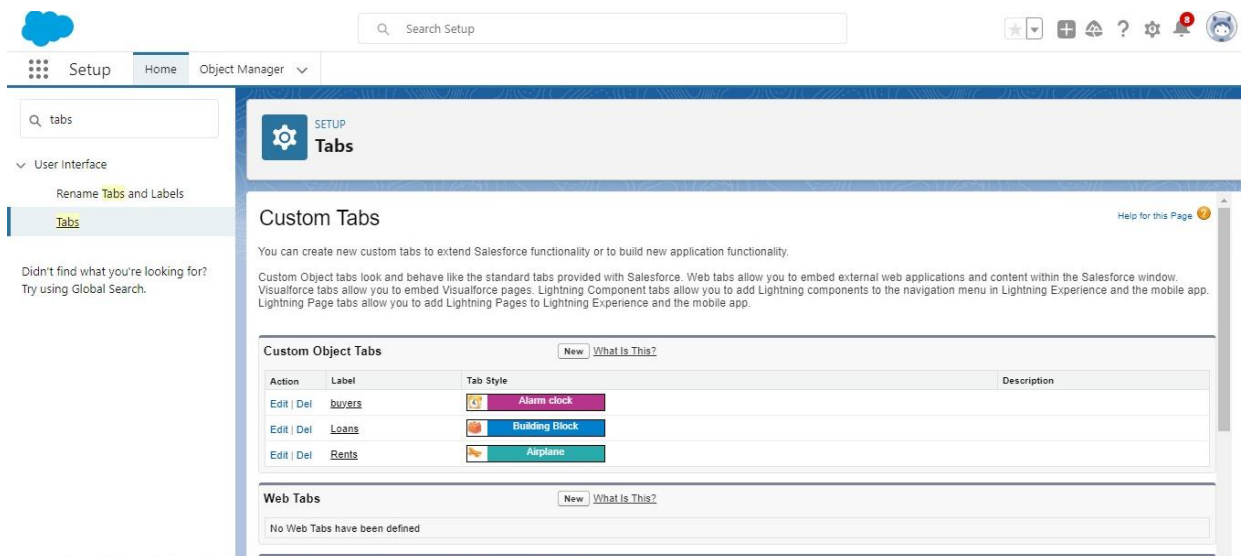 Search Setup
8
Setup
Home
Object Manager
tabs
User Interface
Rename Tabs and Labels
Tabs
Didn't find what you're looking for?
Try using Global Search.
SETUP
Tabs
Custom Tabs
Help for this Page
You can create new custom tabs to extend Salesforce functionality or to build new application functionality.
Custom Object tabs look and behave like the standard tabs provided with Salesforce. Web tabs allow you to embed external web applications and content within the Salesforce window.
Visualforce tabs allow you to embed Visualforce pages. Lightning Component tabs allow you to add Lightning components to the navigation menu in Lightning Experience and the mobile app.
Lightning Page tabs allow you to add Lightning Pages to Lightning Experience and the mobile app.
Custom Object Tabs New What Is This?
Action Label Tab Style Description
Edit | Del buyers Alarm clock
Edit | Del Loans Building Block
Edit | Del Rents Airplane
Web Tabs New What Is This?
No Web Tabs have been defined